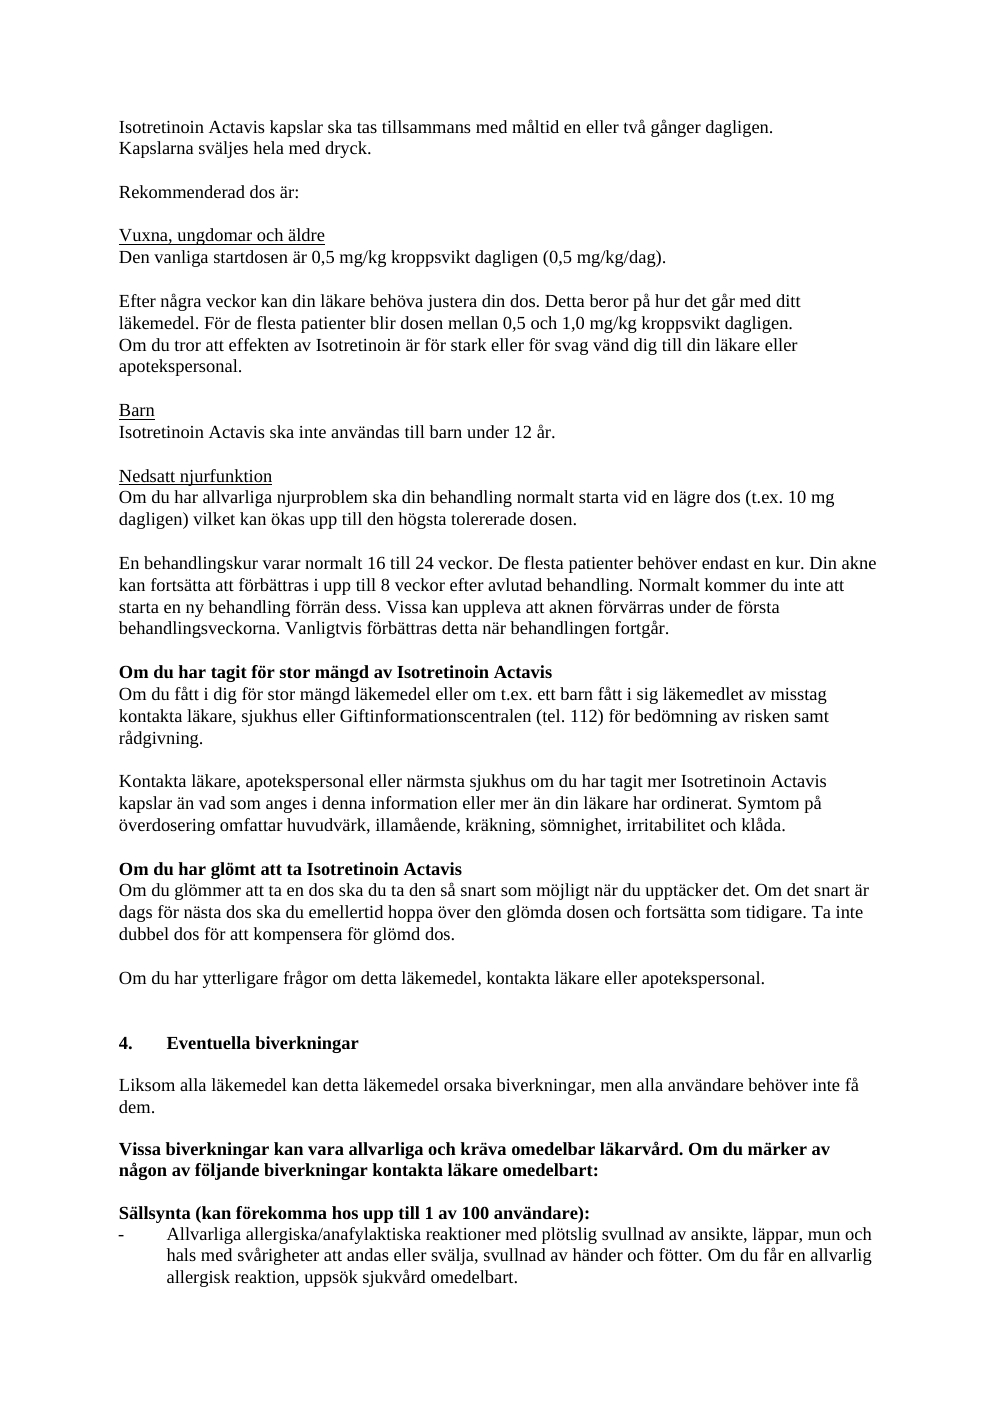 Isotretinoin Actavis kapslar ska tas tillsammans med måltid en eller två gånger dagligen.
Kapslarna sväljes hela med dryck.
Rekommenderad dos är:
Vuxna, ungdomar och äldre
Den vanliga startdosen är 0,5 mg/kg kroppsvikt dagligen (0,5 mg/kg/dag).
Efter några veckor kan din läkare behöva justera din dos. Detta beror på hur det går med ditt
läkemedel. För de flesta patienter blir dosen mellan 0,5 och 1,0 mg/kg kroppsvikt dagligen.
Om du tror att effekten av Isotretinoin är för stark eller för svag vänd dig till din läkare eller
apotekspersonal.
Barn
Isotretinoin Actavis ska inte användas till barn under 12 år.
Nedsatt njurfunktion
Om du har allvarliga njurproblem ska din behandling normalt starta vid en lägre dos (t.ex. 10 mg
dagligen) vilket kan ökas upp till den högsta tolererade dosen.
En behandlingskur varar normalt 16 till 24 veckor. De flesta patienter behöver endast en kur. Din akne
kan fortsätta att förbättras i upp till 8 veckor efter avlutad behandling. Normalt kommer du inte att
starta en ny behandling förrän dess. Vissa kan uppleva att aknen förvärras under de första
behandlingsveckorna. Vanligtvis förbättras detta när behandlingen fortgår.
Om du har tagit för stor mängd av Isotretinoin Actavis
Om du fått i dig för stor mängd läkemedel eller om t.ex. ett barn fått i sig läkemedlet av misstag
kontakta läkare, sjukhus eller Giftinformationscentralen (tel. 112) för bedömning av risken samt
rådgivning.
Kontakta läkare, apotekspersonal eller närmsta sjukhus om du har tagit mer Isotretinoin Actavis
kapslar än vad som anges i denna information eller mer än din läkare har ordinerat. Symtom på
överdosering omfattar huvudvärk, illamående, kräkning, sömnighet, irritabilitet och klåda.
Om du har glömt att ta Isotretinoin Actavis
Om du glömmer att ta en dos ska du ta den så snart som möjligt när du upptäcker det. Om det snart är
dags för nästa dos ska du emellertid hoppa över den glömda dosen och fortsätta som tidigare. Ta inte
dubbel dos för att kompensera för glömd dos.
Om du har ytterligare frågor om detta läkemedel, kontakta läkare eller apotekspersonal.
4. Eventuella biverkningar
Liksom alla läkemedel kan detta läkemedel orsaka biverkningar, men alla användare behöver inte få
dem.
Vissa biverkningar kan vara allvarliga och kräva omedelbar läkarvård. Om du märker av
någon av följande biverkningar kontakta läkare omedelbart:
Sällsynta (kan förekomma hos upp till 1 av 100 användare):
- Allvarliga allergiska/anafylaktiska reaktioner med plötslig svullnad av ansikte, läppar, mun och
hals med svårigheter att andas eller svälja, svullnad av händer och fötter. Om du får en allvarlig
allergisk reaktion, uppsök sjukvård omedelbart.